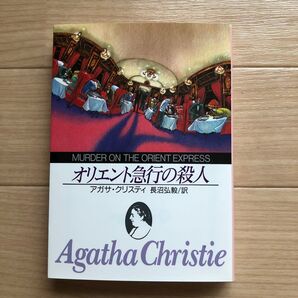 MURDER ON THE ORIENT EXPRESS
オリエント急行の殺人
アガサ・クリスティ 長沼弘毅/訳
Agatha Christie